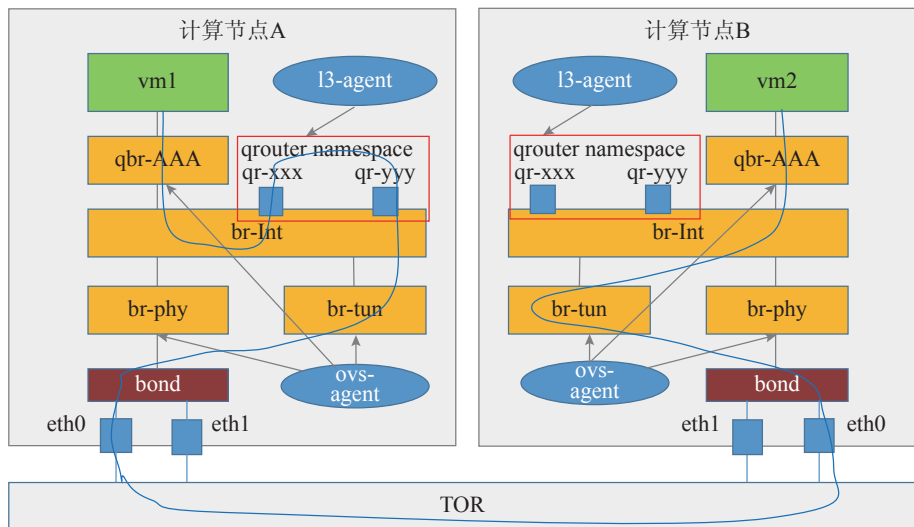 计算节点A
vm1
l3-agent
qbr-AAA
qrouter namespace
qr-xxx
qr-yyy
br-Int
br-phy
br-tun
bond
ovs-
agent
eth0
eth1
计算节点B
l3-agent
vm2
qrouter namespace
qr-xxx
qr-yyy
qbr-AAA
br-Int
br-tun
br-phy
ovs-
agent
bond
eth1
eth0
TOR